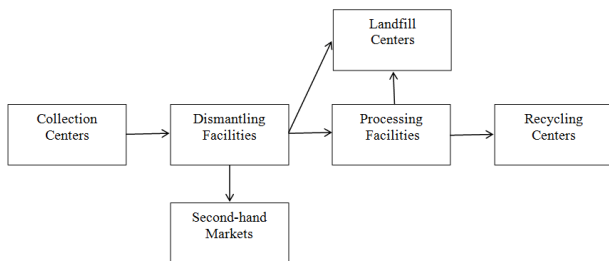 Landfill
Centers
Collection
Centers
Dismantling
Facilities
Processing
Facilities
Recycling
Centers
Second-hand
Markets